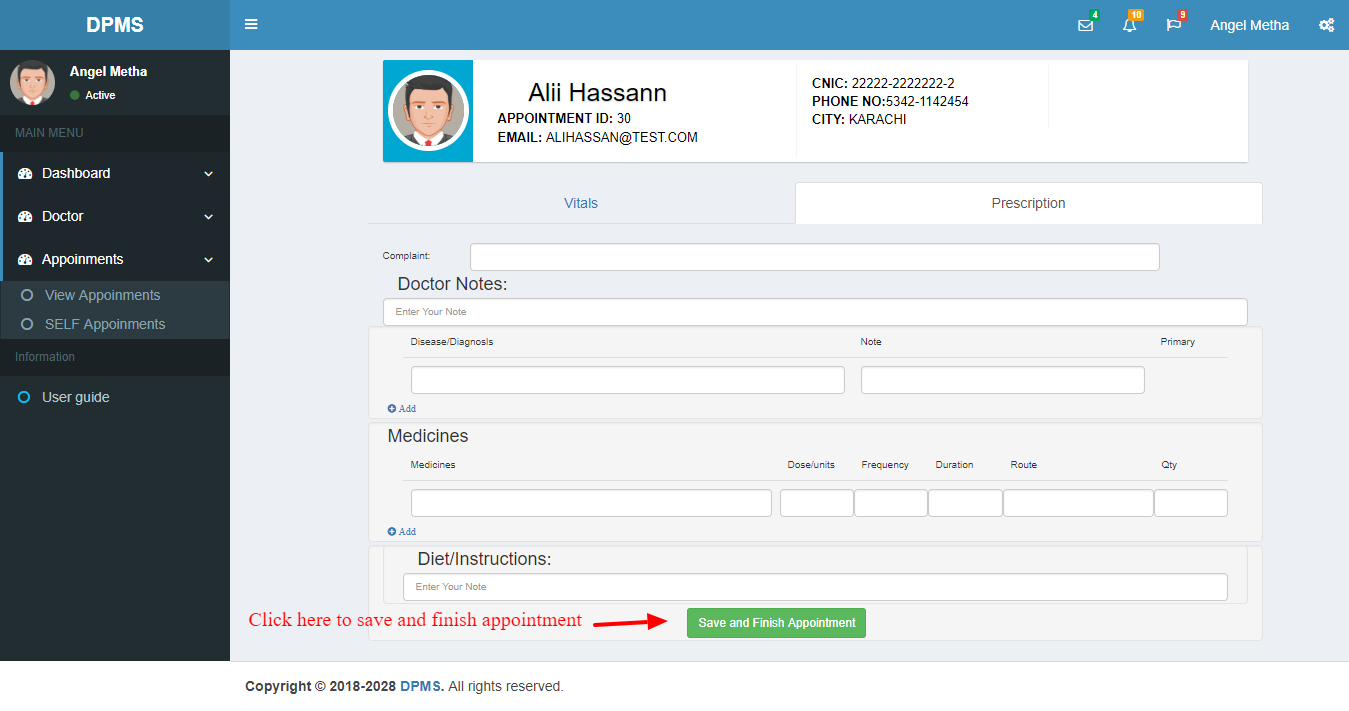 DPMS
4
10
9
Angel Metha
Angel Metha
Active
MAIN MENU
Dashboard
Doctor
Appoinments
View Appoinments
SELF Appoinments
Information
User guide
Alii Hassann
APPOINTMENT ID: 30
EMAIL: ALIHASSAN@TEST.COM
CNIC: 22222-2222222-2
PHONE NO:5342-1142454
CITY: KARACHI
Vitals
Prescription
Complaint:
Doctor Notes:
Enter Your Note
Disease/Diagnosis Note Primary
Add
Medicines
Medicines Dose/units Frequency Duration Route Qty
Add
Diet/Instructions:
Enter Your Note
Click here to save and finish appointment
Save and Finish Appointment
Copyright © 2018-2028 DPMS. All rights reserved.